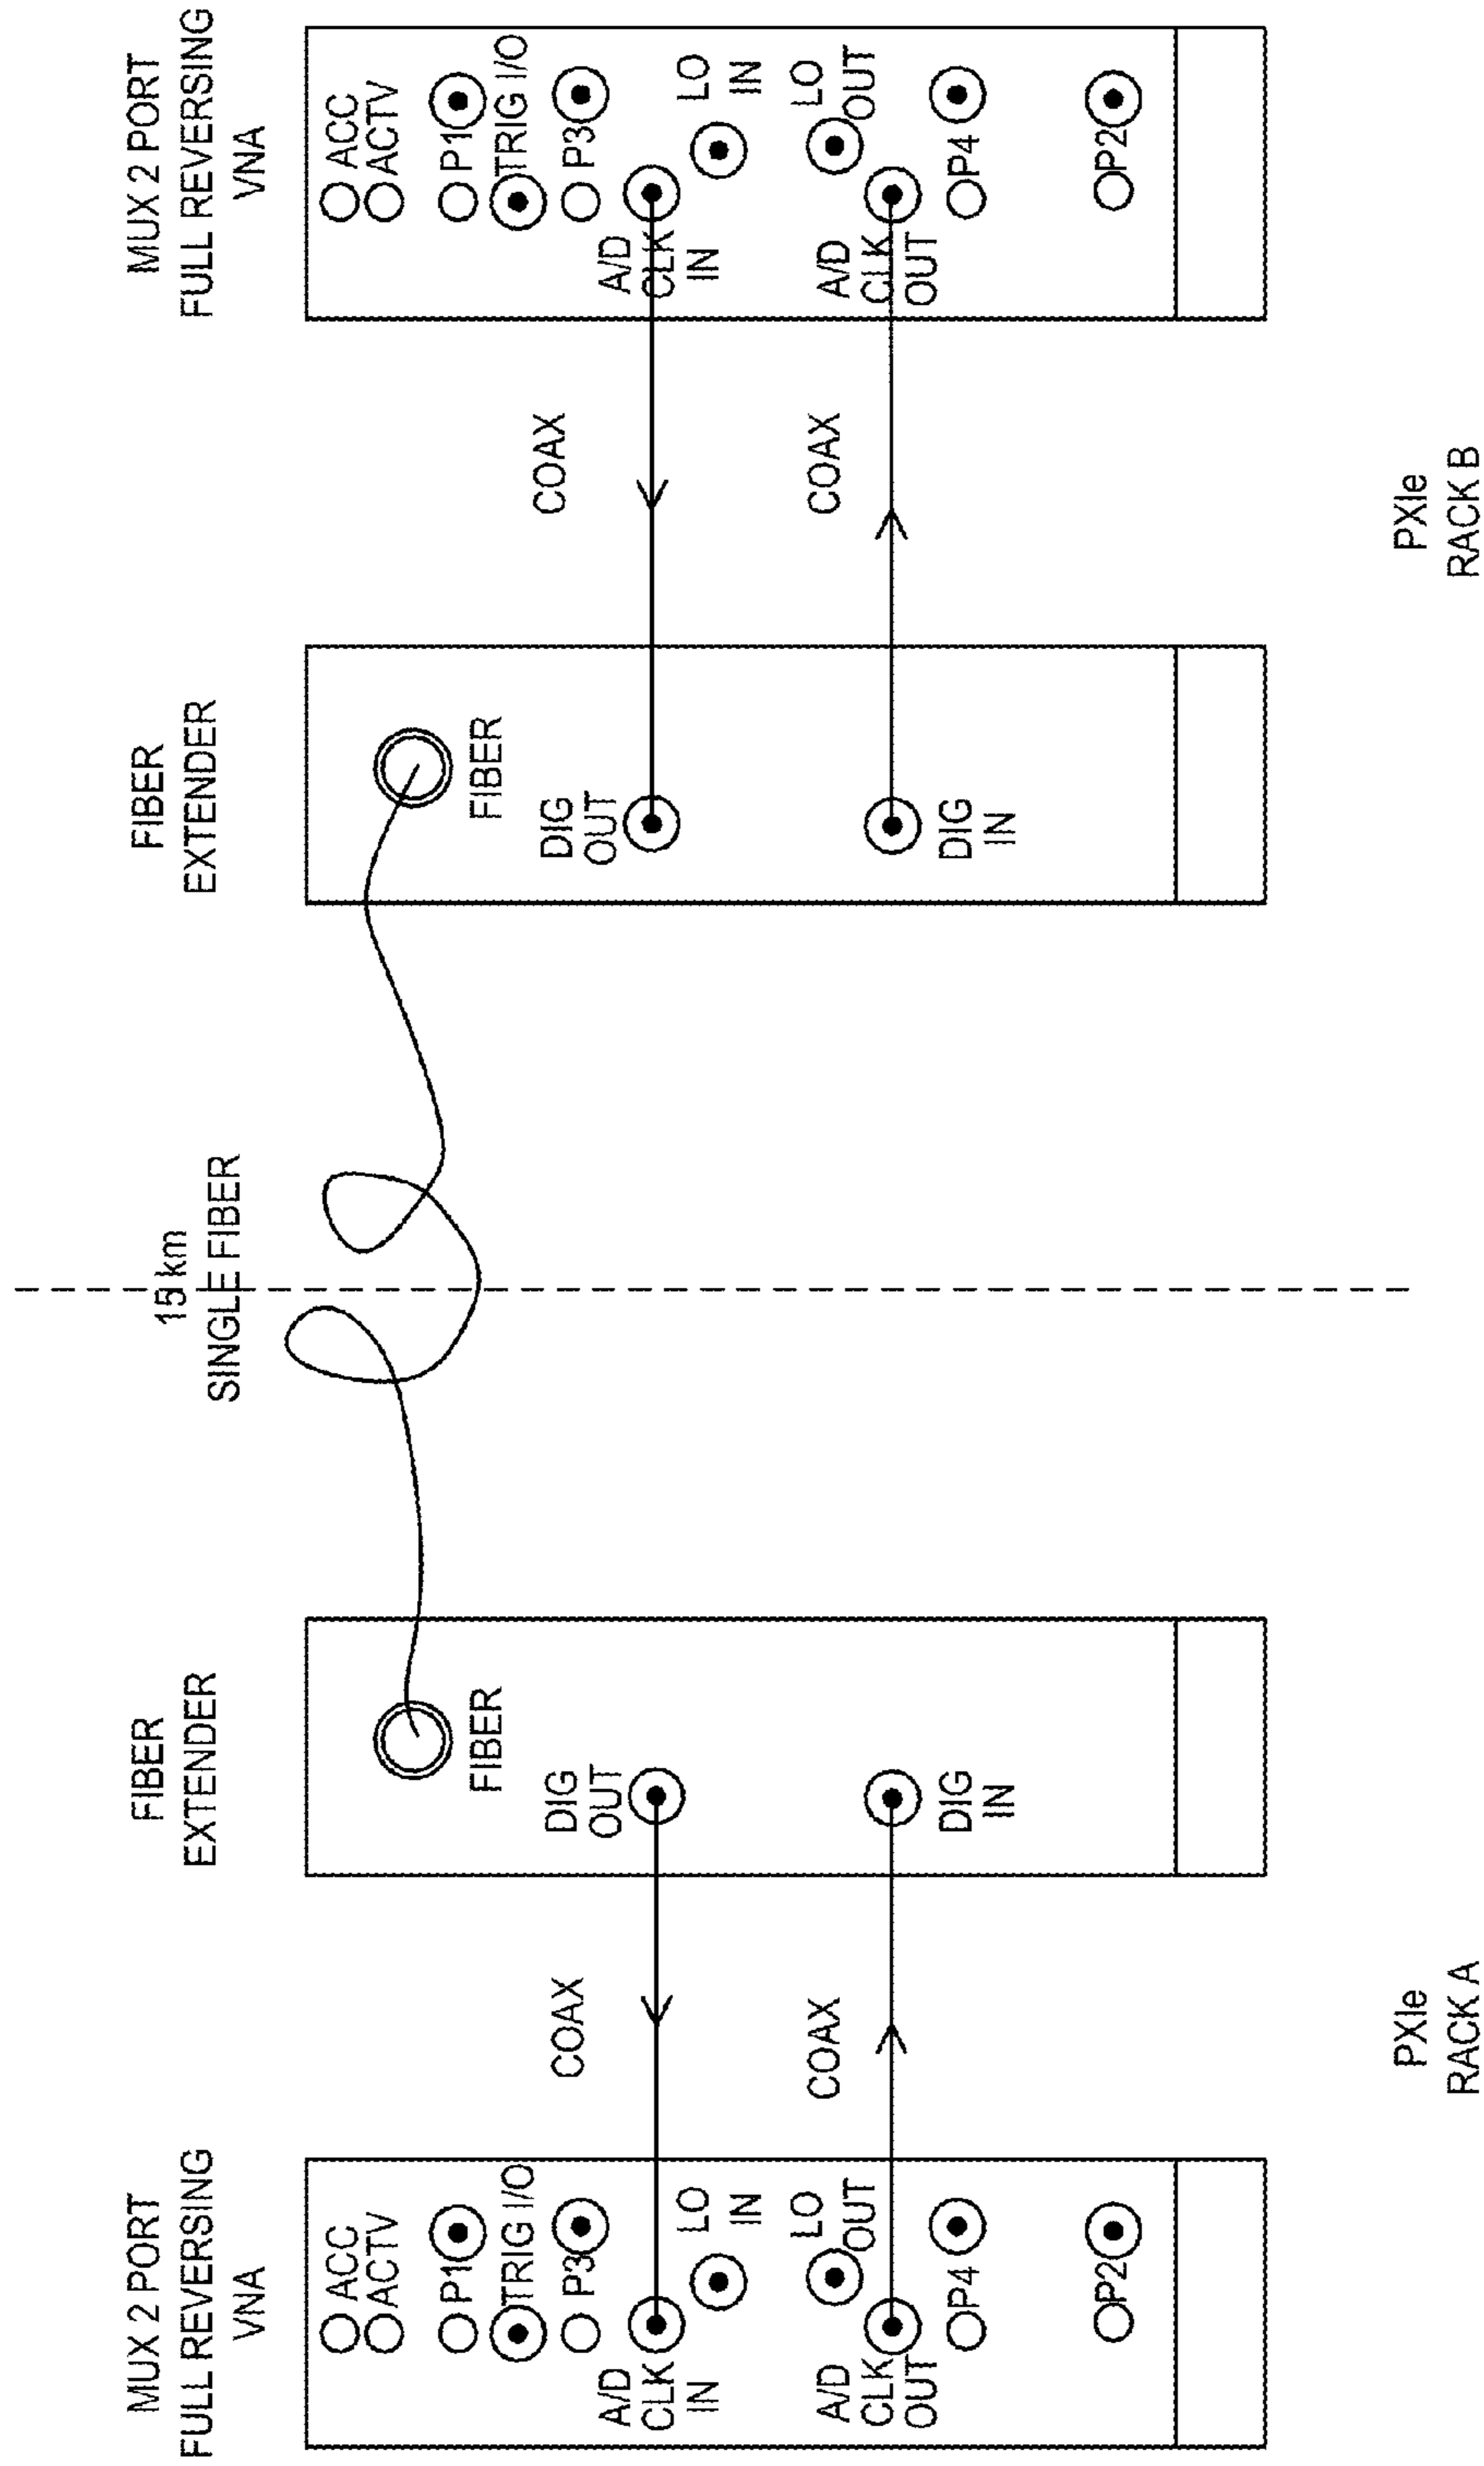 MUX 2 PORT
FULL REVERSING
VNA
ACC
ACTV
P1
TRIG I/O
P3
A/D
CLK
IN
LO
IN
LO
OUT
A/D
CLK
OUT
P4
P2
COAX
COAX
PXIe
RACK A
FIBER
EXTENDER
FIBER
DIG
OUT
DIG
IN
15 km
SINGLE FIBER
FIBER
EXTENDER
FIBER
DIG
OUT
DIG
IN
COAX
COAX
PXIe
RACK B
MUX 2 PORT
FULL REVERSING
VNA
ACC
ACTV
P1
TRIG I/O
P3
A/D
CLK
IN
LO
IN
LO
OUT
A/D
CLK
OUT
P4
P2